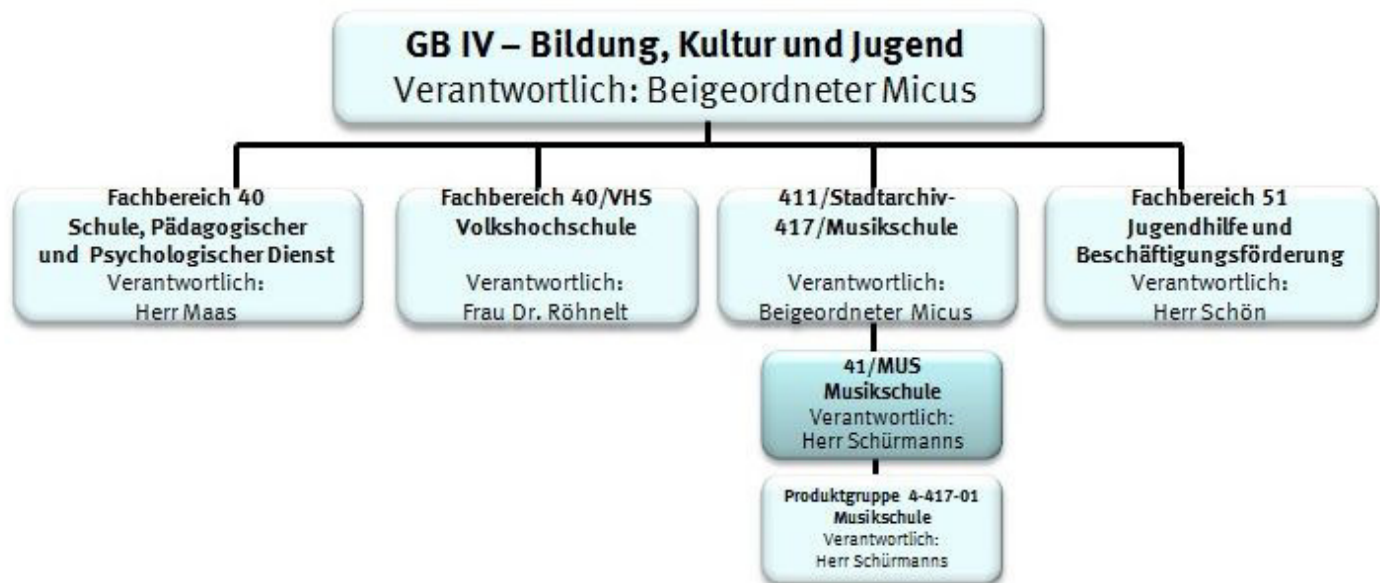 GB IV – Bildung, Kultur und Jugend
Verantwortlich: Beigeordneter Micus
Fachbereich 40
Schule, Pädagogischer
und Psychologischer Dienst
Verantwortlich:
Herr Maas
Fachbereich 40/VHS
Volkshochschule
Verantwortlich:
Frau Dr. Röhnelt
411/Stadtarchiv-
417/Musikschule
Verantwortlich:
Beigeordneter Micus
Fachbereich 51
Jugendhilfe und
Beschäftigungsförderung
Verantwortlich:
Herr Schön
41/MUS
Musikschule
Verantwortlich:
Herr Schürmanns
Produktgruppe 4-417-01
Musikschule
Verantwortlich:
Herr Schürmanns